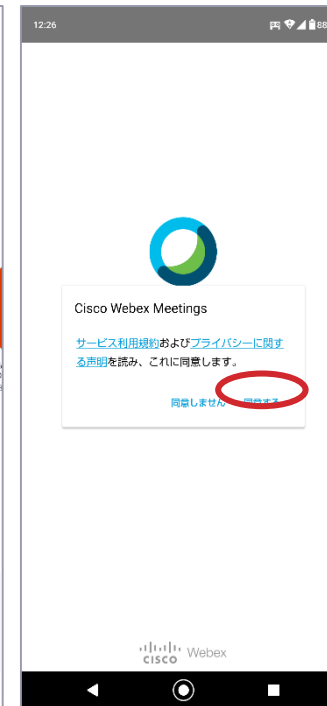 12:26
88
Cisco Webex Meetings
サービス利用規約およびプライバシーに関す
る声明を読み、これに同意します。
同意しません 同意する
CISCO Webex